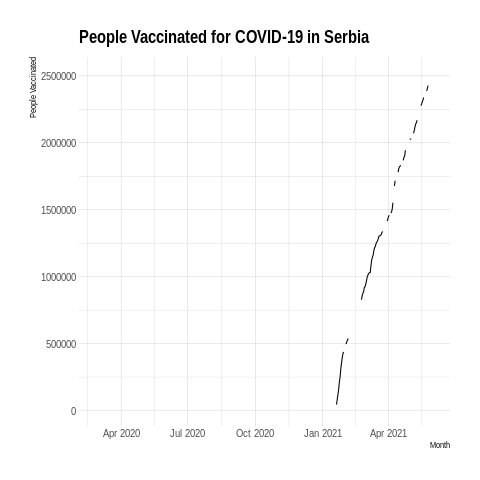 People Vaccinated for COVID-19 in Serbia
People Vaccinated
2500000
2000000
1500000
1000000
500000
0
Apr 2020 Jul 2020 Oct 2020 Jan 2021 Apr 2021
Month